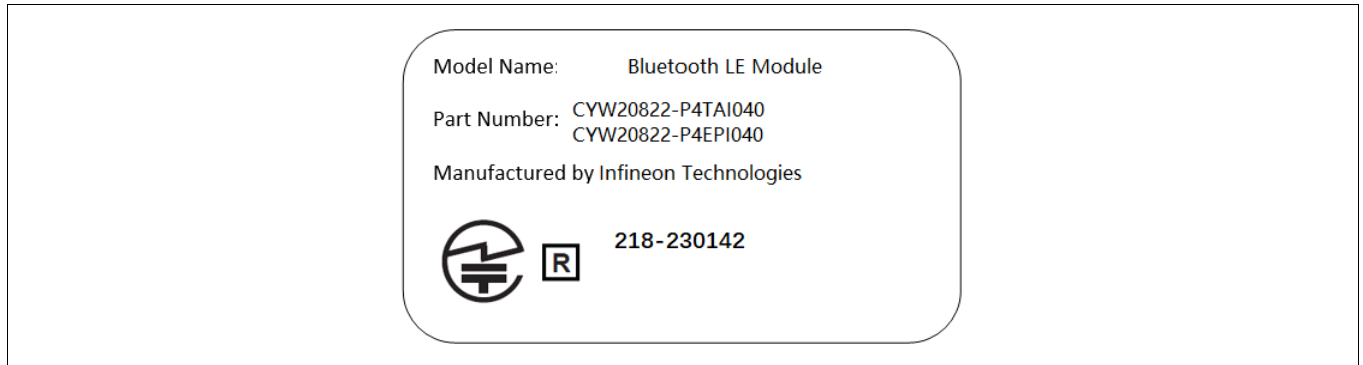 Model Name: Bluetooth LE Module
Part Number: CYW20822-P4TAI040
CYW20822-P4EPI040
Manufactured by Infineon Technologies
R 218-230142